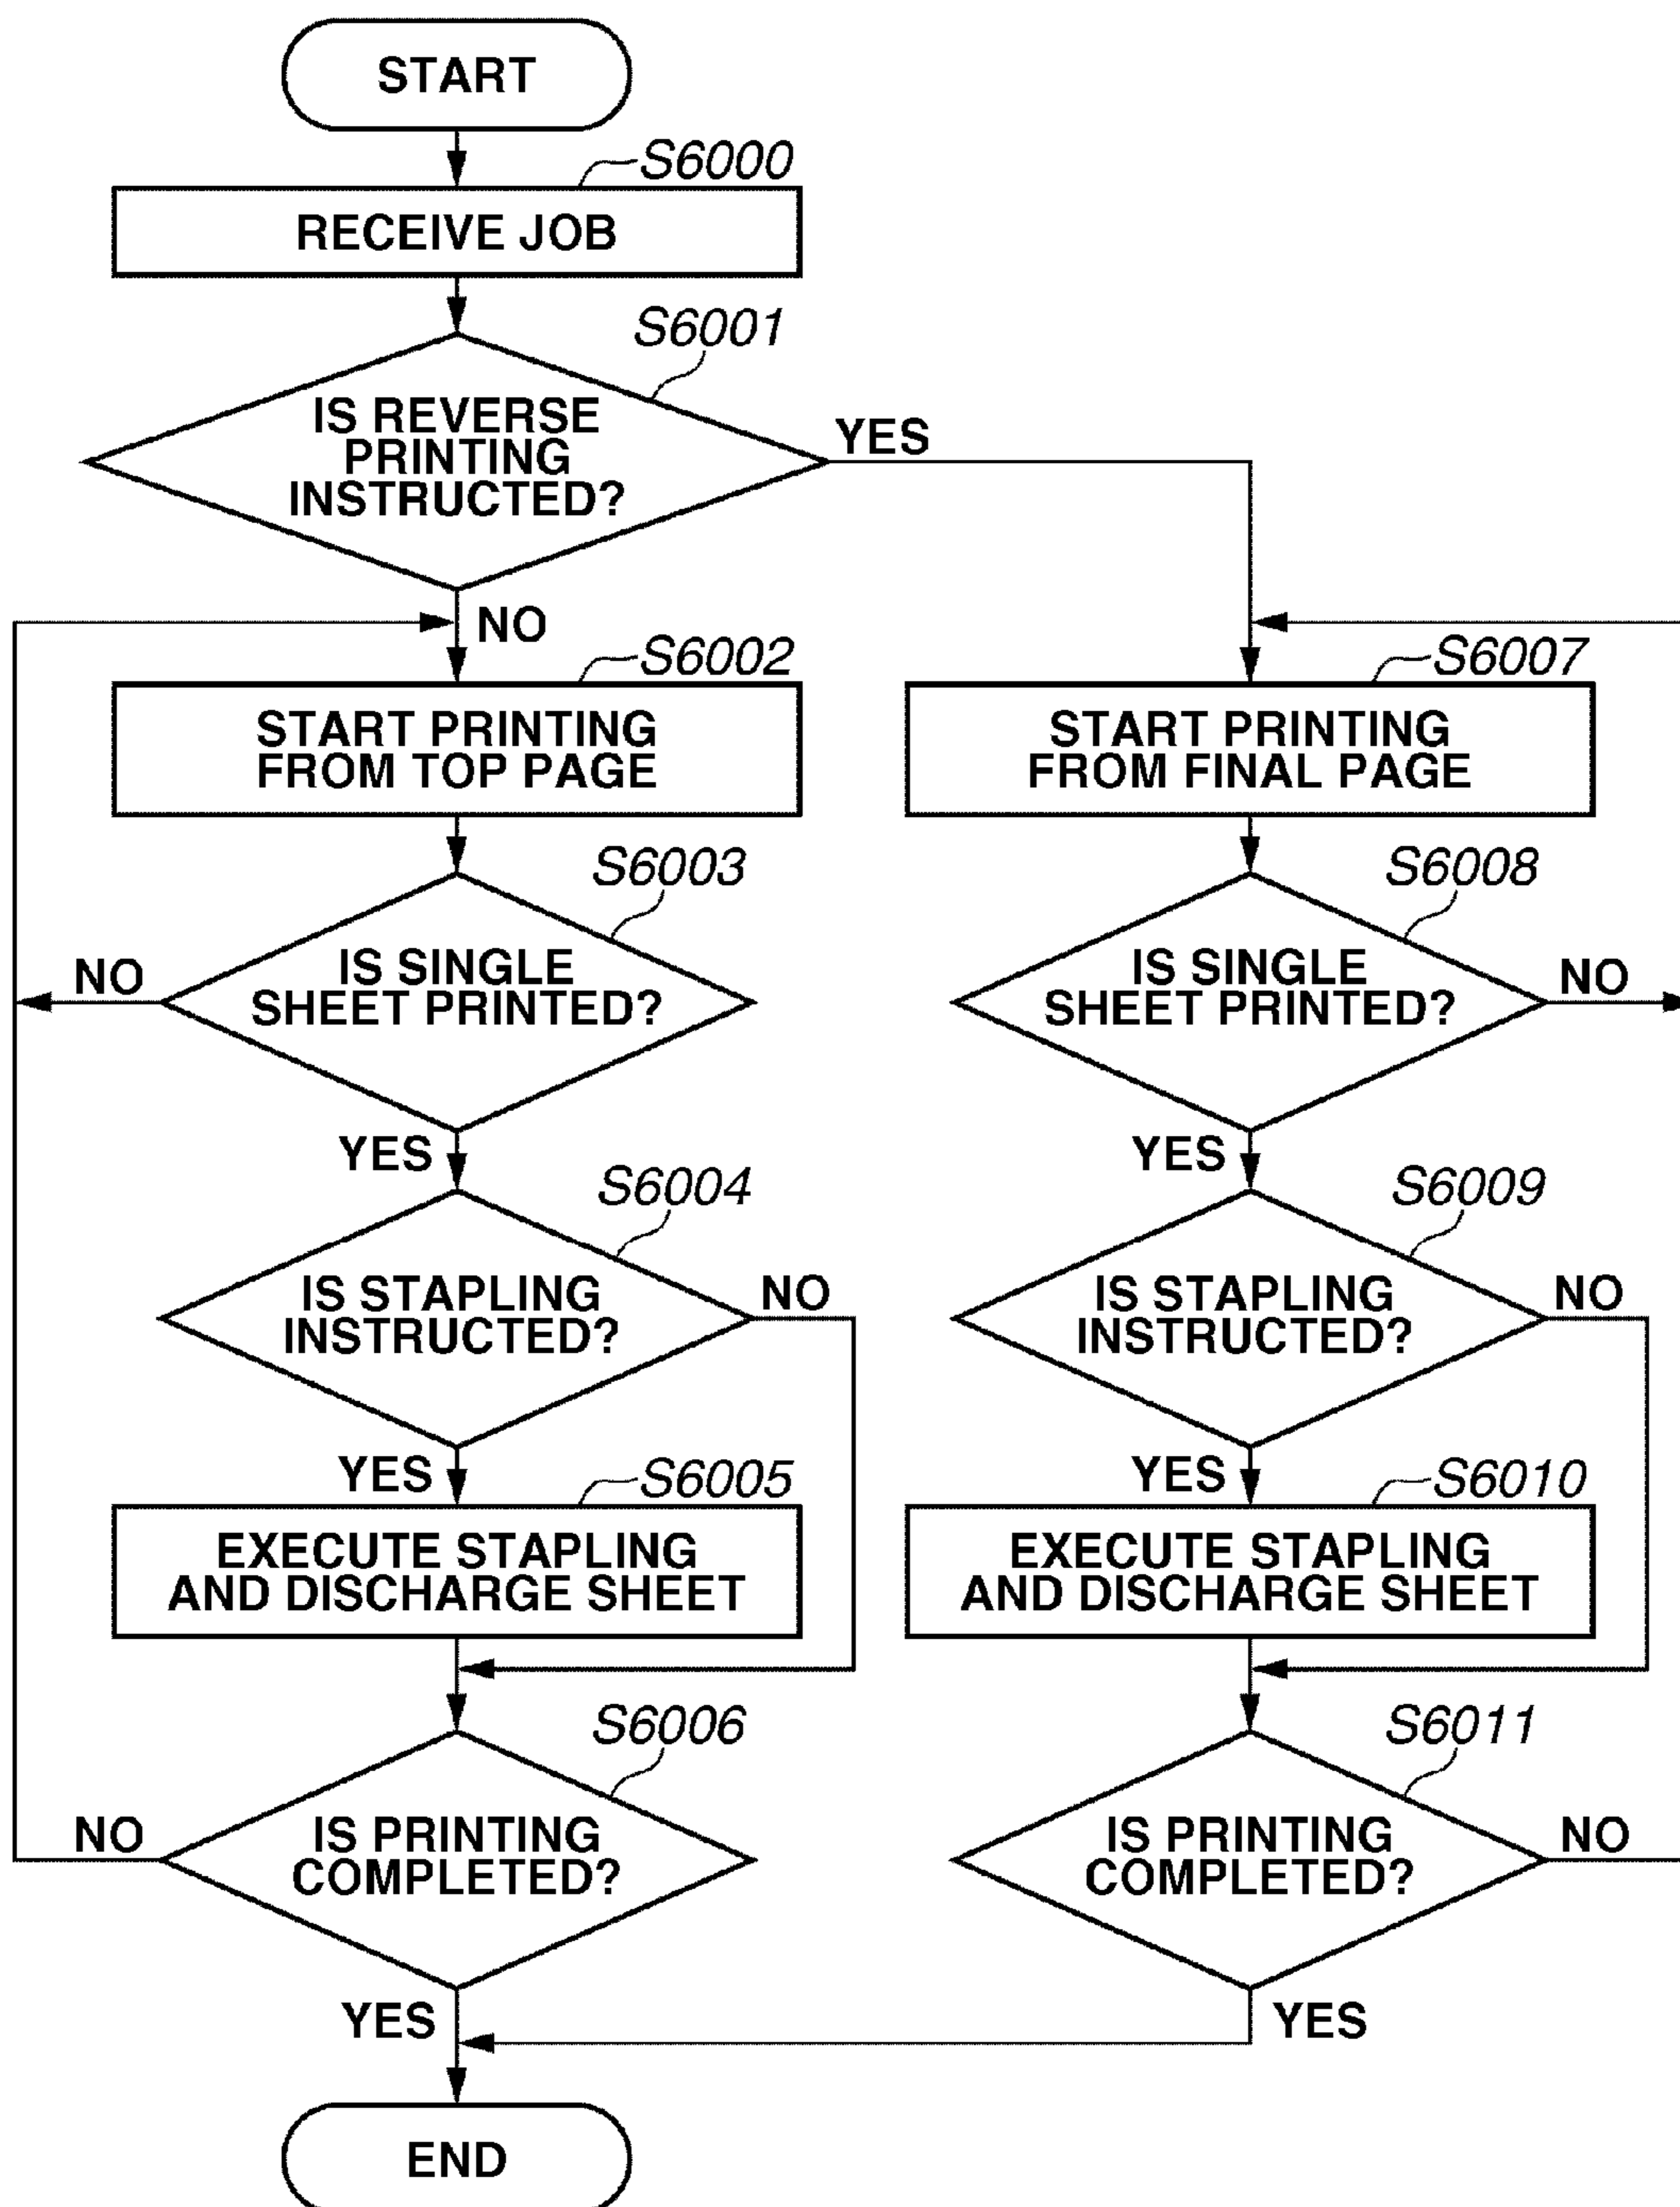 START
S6000
RECEIVE JOB
S6001
IS REVERSE
PRINTING
INSTRUCTED?
YES
NO
S6002
START PRINTING
FROM TOP PAGE
S6003
IS SINGLE
SHEET PRINTED?
NO
YES
S6004
IS STAPLING
INSTRUCTED?
NO
YES
S6005
EXECUTE STAPLING
AND DISCHARGE SHEET
S6006
IS PRINTING
COMPLETED?
NO
YES
S6007
START PRINTING
FROM FINAL PAGE
S6008
IS SINGLE
SHEET PRINTED?
NO
YES
S6009
IS STAPLING
INSTRUCTED?
NO
YES
S6010
EXECUTE STAPLING
AND DISCHARGE SHEET
S6011
IS PRINTING
COMPLETED?
NO
YES
END